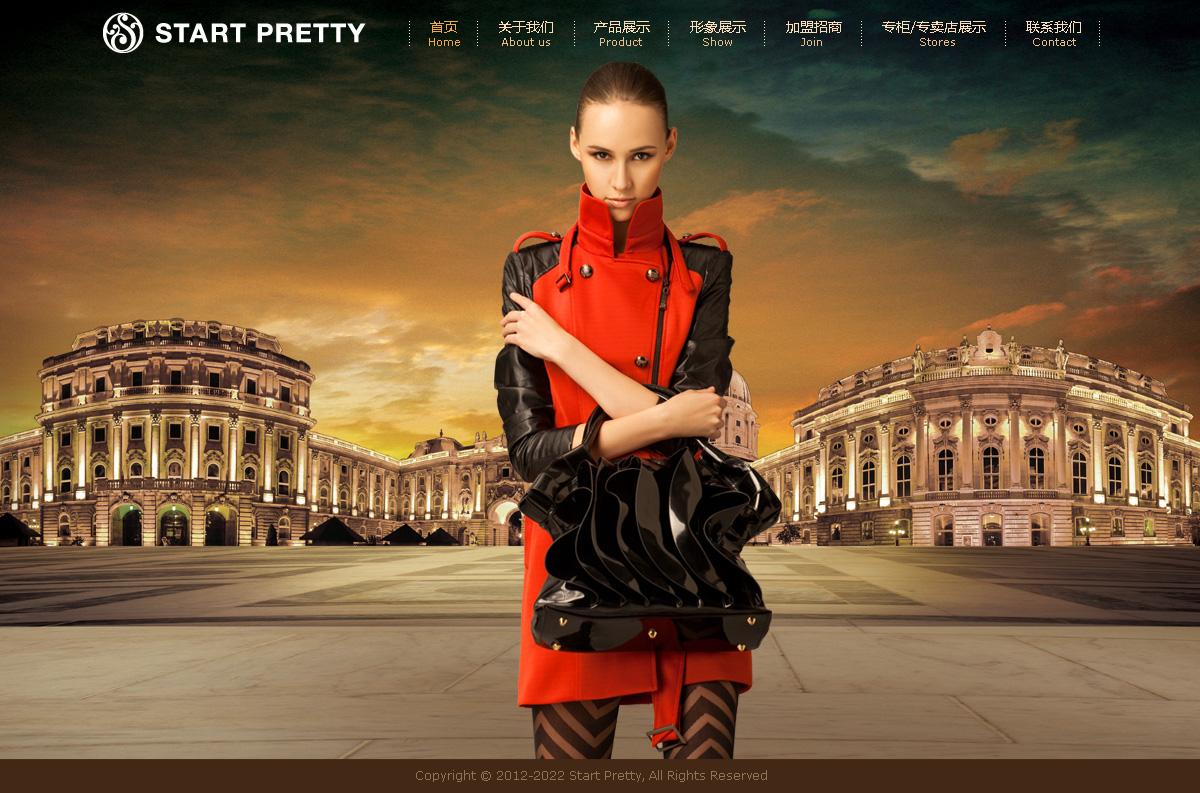 START PRETTY
首页
Home
关于我们
About us
产品展示
Product
形象展示
Show
加盟招商
Join
专柜/专卖店展示
Stores
联系我们
Contact
Copyright © 2012-2022 Start Pretty, All Rights Reserved